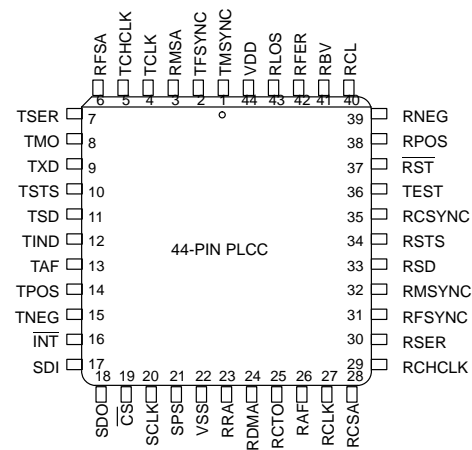 RFSA TCHCLK TCLK RMSA TFSYNC TMSYNC VDD RLOS RFER RBV RCL
6 5 4 3 2 1 44 43 42 41 40
TSER 7 39 RNEG
TMO 8 38 RPOS
TXD 9 37 RST
TSTS 10 36 TEST
TSD 11 35 RCSYNC
TIND 12 34 RSTS
44-PIN PLCC
TAF 13 33 RSD
TPOS 14 32 RMSYNC
TNEG 15 31 RFSYNC
INT 16 30 RSER
SDI 17 29 RCHCLK
18 19 20 21 22 23 24 25 26 27 28
SDO CS SCLK SPS VSS RRA RDMA RCTO RAF RCLK RCSA